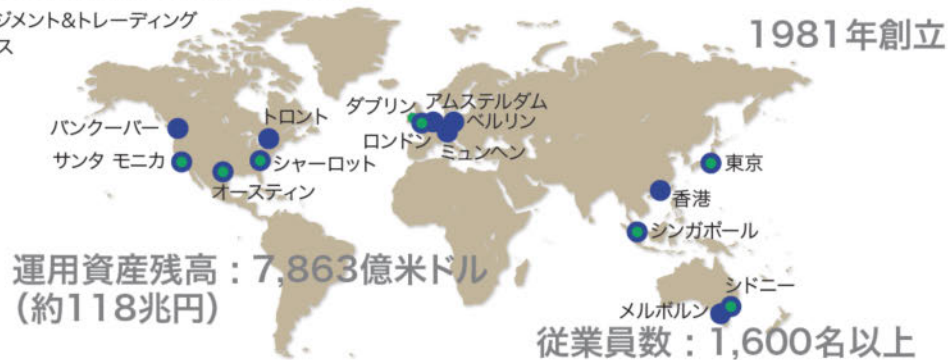 ジメント&トレーディング
ス
1981年創立
ダブリン
アムステルダム
ベルリン
トロント
バンクーバー
ロンドン
ミュンヘン
サンタ モニカ
シャーロット
東京
オースティン
香港
シンガポール
運用資産残高：7,863億米ドル
（約118兆円）
シドニー
メルボルン
従業員数：1,600名以上